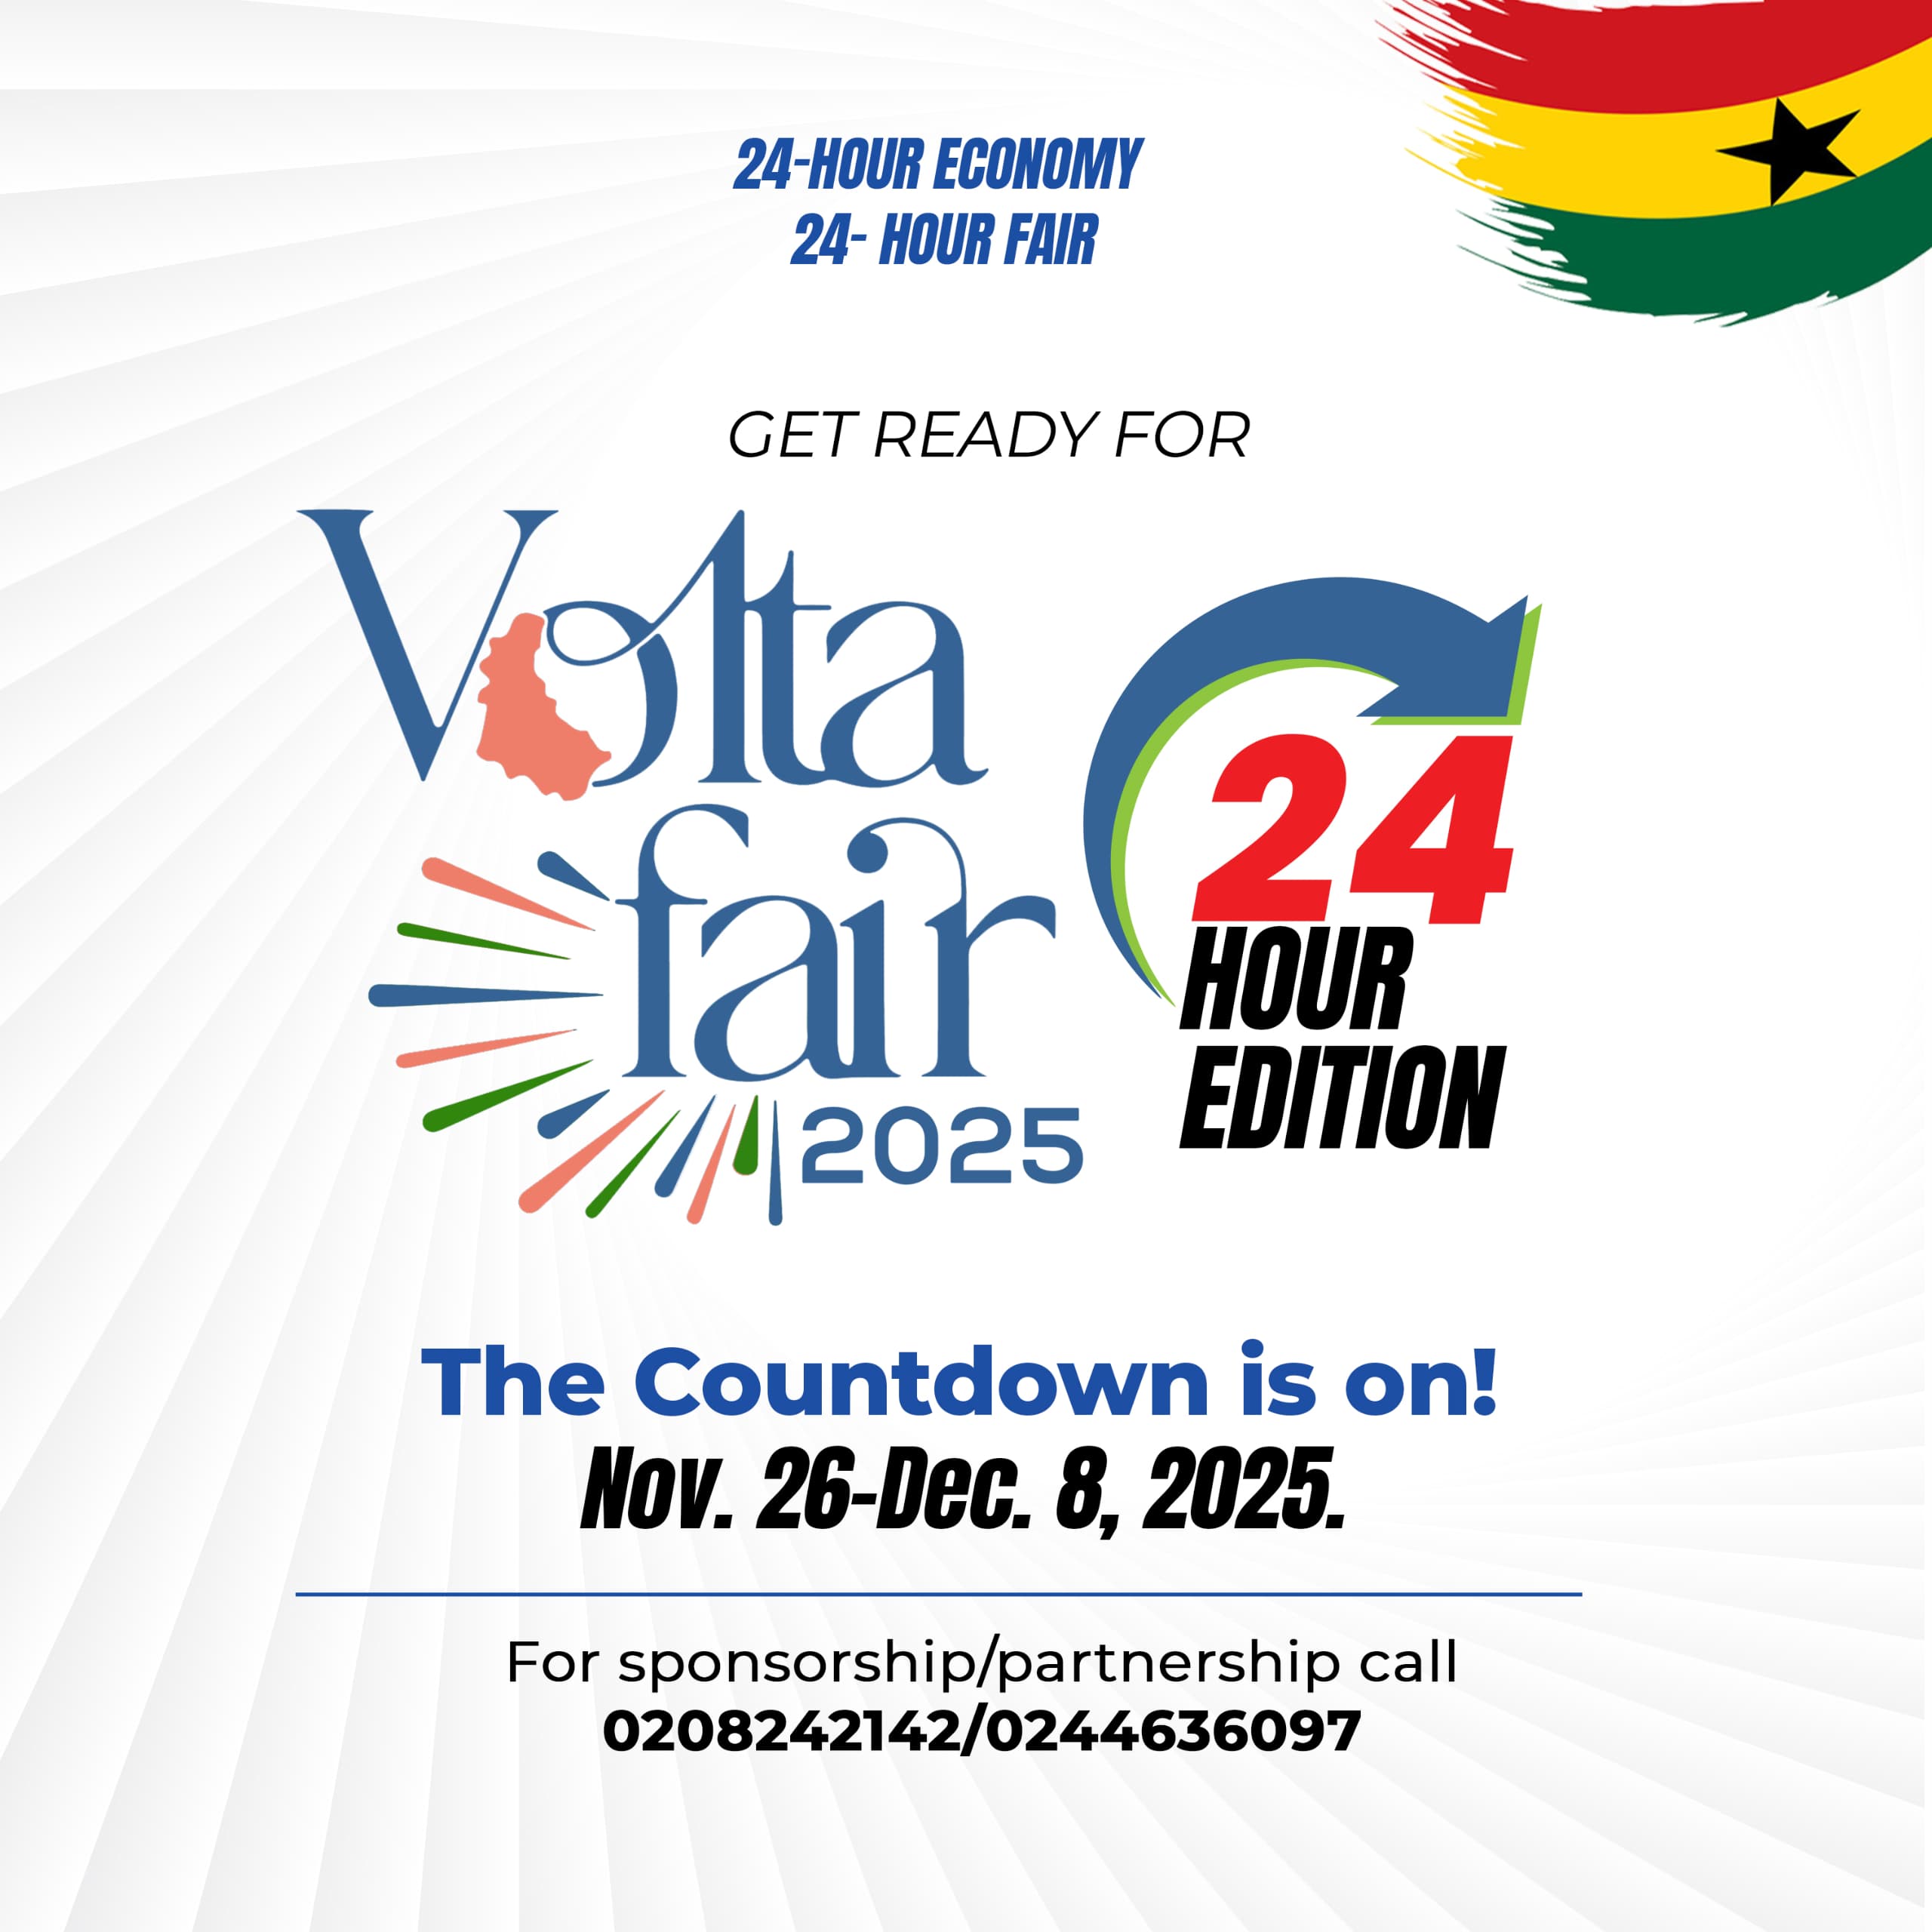 24-HOUR ECONOMY
24- HOUR FAIR
GET READY FOR
Volta
fair
2025
24
HOUR
EDITION
The Countdown is on!
Nov. 26-Dec. 8, 2025.
For sponsorship/partnership call
0208242142/0244636097